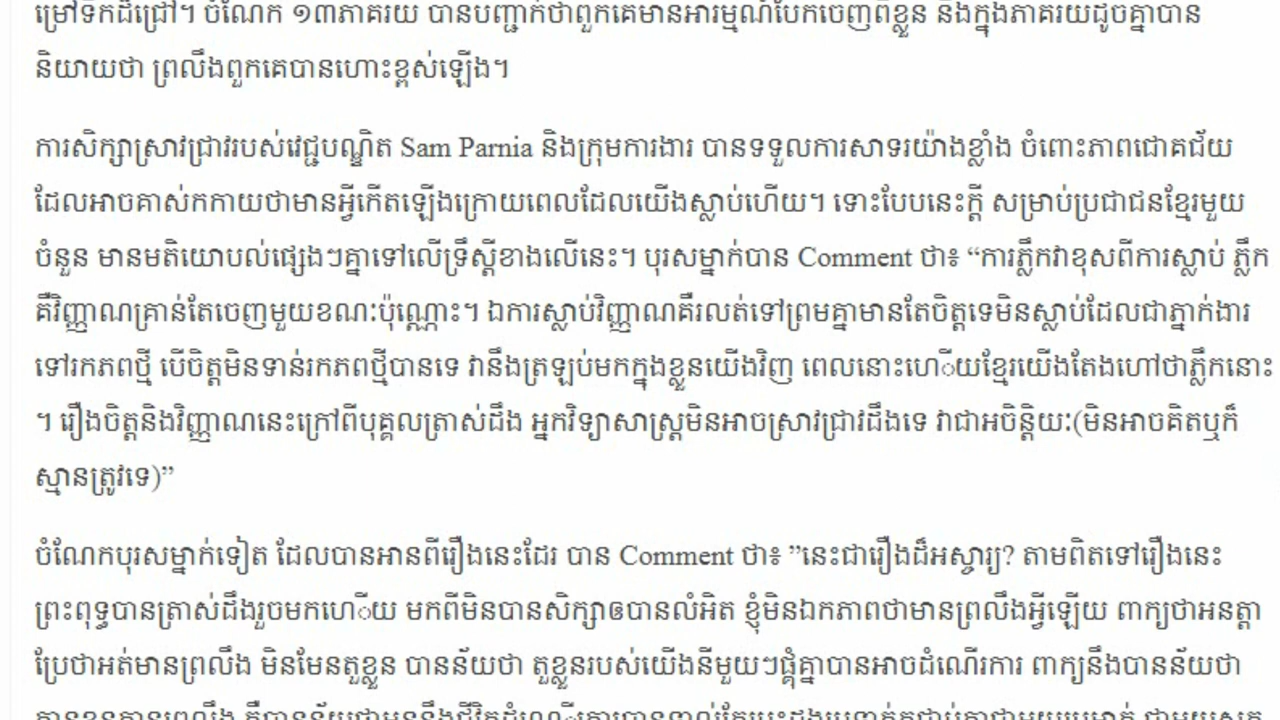 ម្រៅទឹកដ៏ជ្រៅ។ ចំណែក ១៣ភាគរយ បានបញ្ជាក់ថាពួកគេមានអារម្មណ៍បែកចេញពីខ្លួន និងក្នុងភាគរយដូចគ្នាបាន
និយាយថា ព្រលឹងពួកគេបានហោះខ្ពស់ឡើង។
ការសិក្សាស្រាវជ្រាវរបស់វេជ្ជបណ្ឌិត Sam Parnia និងក្រុមការងារ បានទទួលការសាទរយ៉ាងខ្លាំង ចំពោះភាពជោគជ័យ
ដែលអាចគាស់កកាយថាមានអ្វីកើតឡើងក្រោយពេលដែលយើងស្លាប់ហើយ។ ទោះបែបនេះក្តី សម្រាប់ប្រជាជនខ្មែរមួយ
ចំនួន មានមតិយោបល់ផ្សេងៗគ្នាទៅលើទ្រឹស្តីខាងលើនេះ។ បុរសម្នាក់បាន Comment ថា៖ “ការភ្លឹកវាខុសពីការស្លាប់ ភ្លឹក
គឺវិញ្ញាណគ្រាន់តែចេញមួយខណៈប៉ុណ្ណោះ។ ឯការស្លាប់វិញ្ញាណគឺរលត់ទៅព្រមគ្នាមានតែចិត្តទេមិនស្លាប់ដែលជាភ្នាក់ងារ
ទៅរកភពថ្មី បើចិត្តមិនទាន់រកភពថ្មីបានទេ វានឹងត្រឡប់មកក្នុងខ្លួនយើងវិញ ពេលនោះហេីយខ្មែរយើងតែងហៅថាភ្លឹកនោះ
។ រឿងចិត្តនិងវិញ្ញាណនេះក្រៅពីបុគ្គលត្រាស់ដឹង អ្នកវិទ្យាសាស្ត្រមិនអាចស្រាវជ្រាវដឹងទេ វាជាអចិន្តិយៈ(មិនអាចគិតឬក៏
ស្មានត្រូវទេ)”
ចំណែកបុរសម្នាក់ទៀត ដែលបានអានពីរឿងនេះដែរ បាន Comment ថា៖ ”នេះជារឿងដ៏អស្ចារ្យ? តាមពិតទៅរឿងនេះ
ព្រះពុទ្ធបានត្រាស់ដឹងរួចមកហេីយ មកពីមិនបានសិក្សាឲបានលំអិត ខ្ញុំមិនឯកភាពថាមានព្រលឹងអ្វីឡើយ ពាក្យថាអនត្តា
ប្រែថាអត់មានព្រលឹង មិនមែនតួខ្លួន បានន័យថា តួខ្លួនរបស់យើងនីមួយៗផ្គុំគ្នាបានអាចដំណើរការ ពាក្យនឹងបានន័យថា